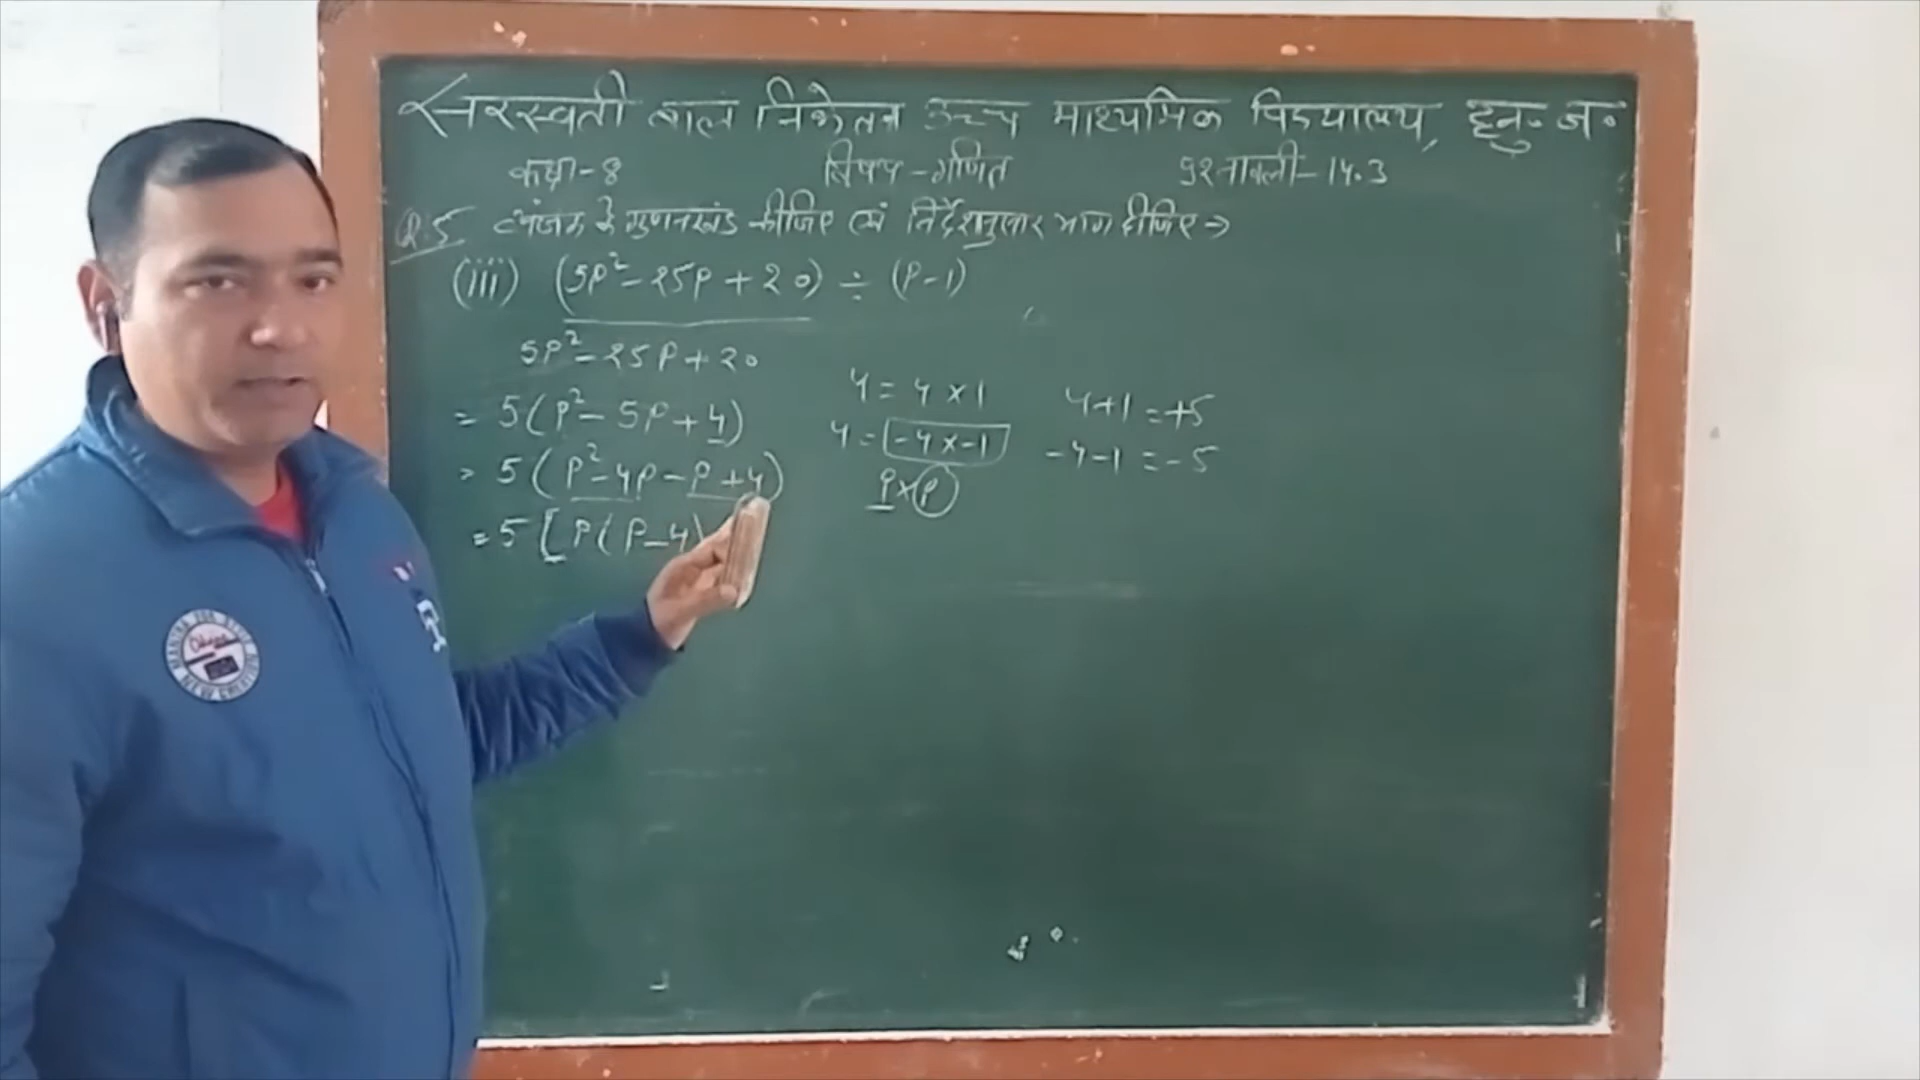 सरस्वती बाल निकेतन उच्च माध्यमिक विद्यालय, हनु॰ ज॰
कक्षा-8 विषय-गणित प्रश्नावली-14.3
Q.5 व्यंजक के गुणनखंड कीजिए एवं निर्देशानुसार भाग दीजिए →
(iii) (5P²-25P+20) ÷ (P-1)
5P²-25P+20
= 5(P²-5P+4) 4=4×1 4+1=+5
= 5(P²-4P-P+4) 4=-4×-1 -4-1=-5
P×P
= 5[P(P-4)